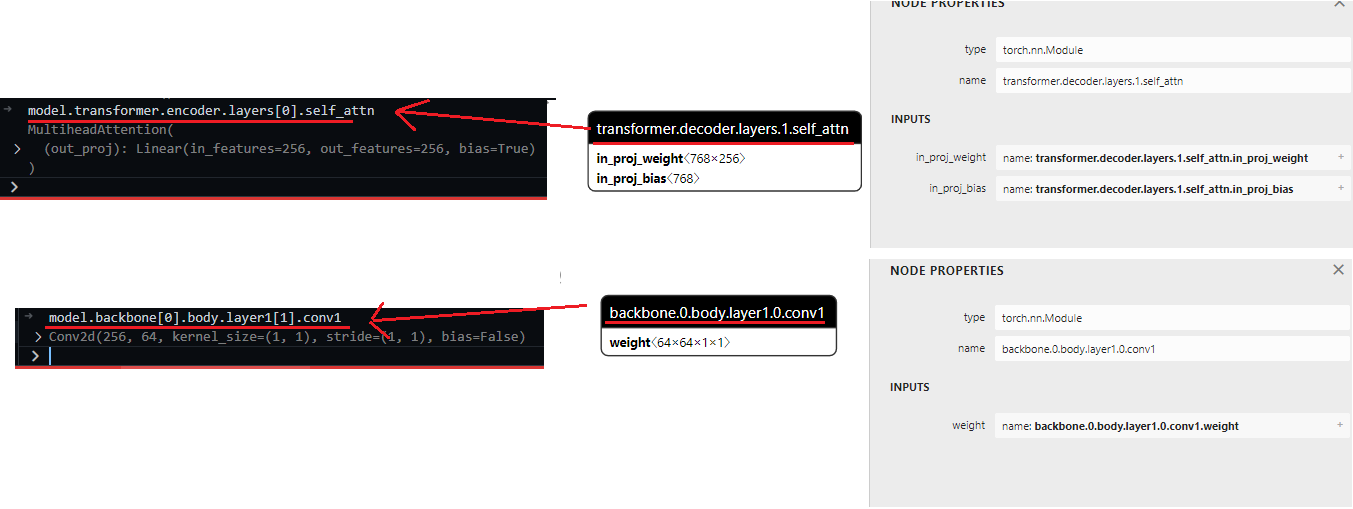 NODE PROPERTIES
type
torch.nn.Module
name
transformer.decoder.layers.1.self_attn
INPUTS
in_proj_weight
name: transformer.decoder.layers.1.self_attn.in_proj_weight
+
in_proj_bias
name: transformer.decoder.layers.1.self_attn.in_proj_bias
+
model.transformer.encoder.layers[0].self_attn
MultiheadAttention(
(out_proj): Linear(in_features=256, out_features=256, bias=True)
)
transformer.decoder.layers.1.self_attn
in_proj_weight〈768×256〉
in_proj_bias〈768〉
model.backbone[0].body.layer1[1].conv1
Conv2d(256, 64, kernel_size=(1, 1), stride=(1, 1), bias=False)
backbone.0.body.layer1.0.conv1
weight〈64×64×1×1〉
NODE PROPERTIES
type
torch.nn.Module
name
backbone.0.body.layer1.0.conv1
INPUTS
weight
name: backbone.0.body.layer1.0.conv1.weight
+